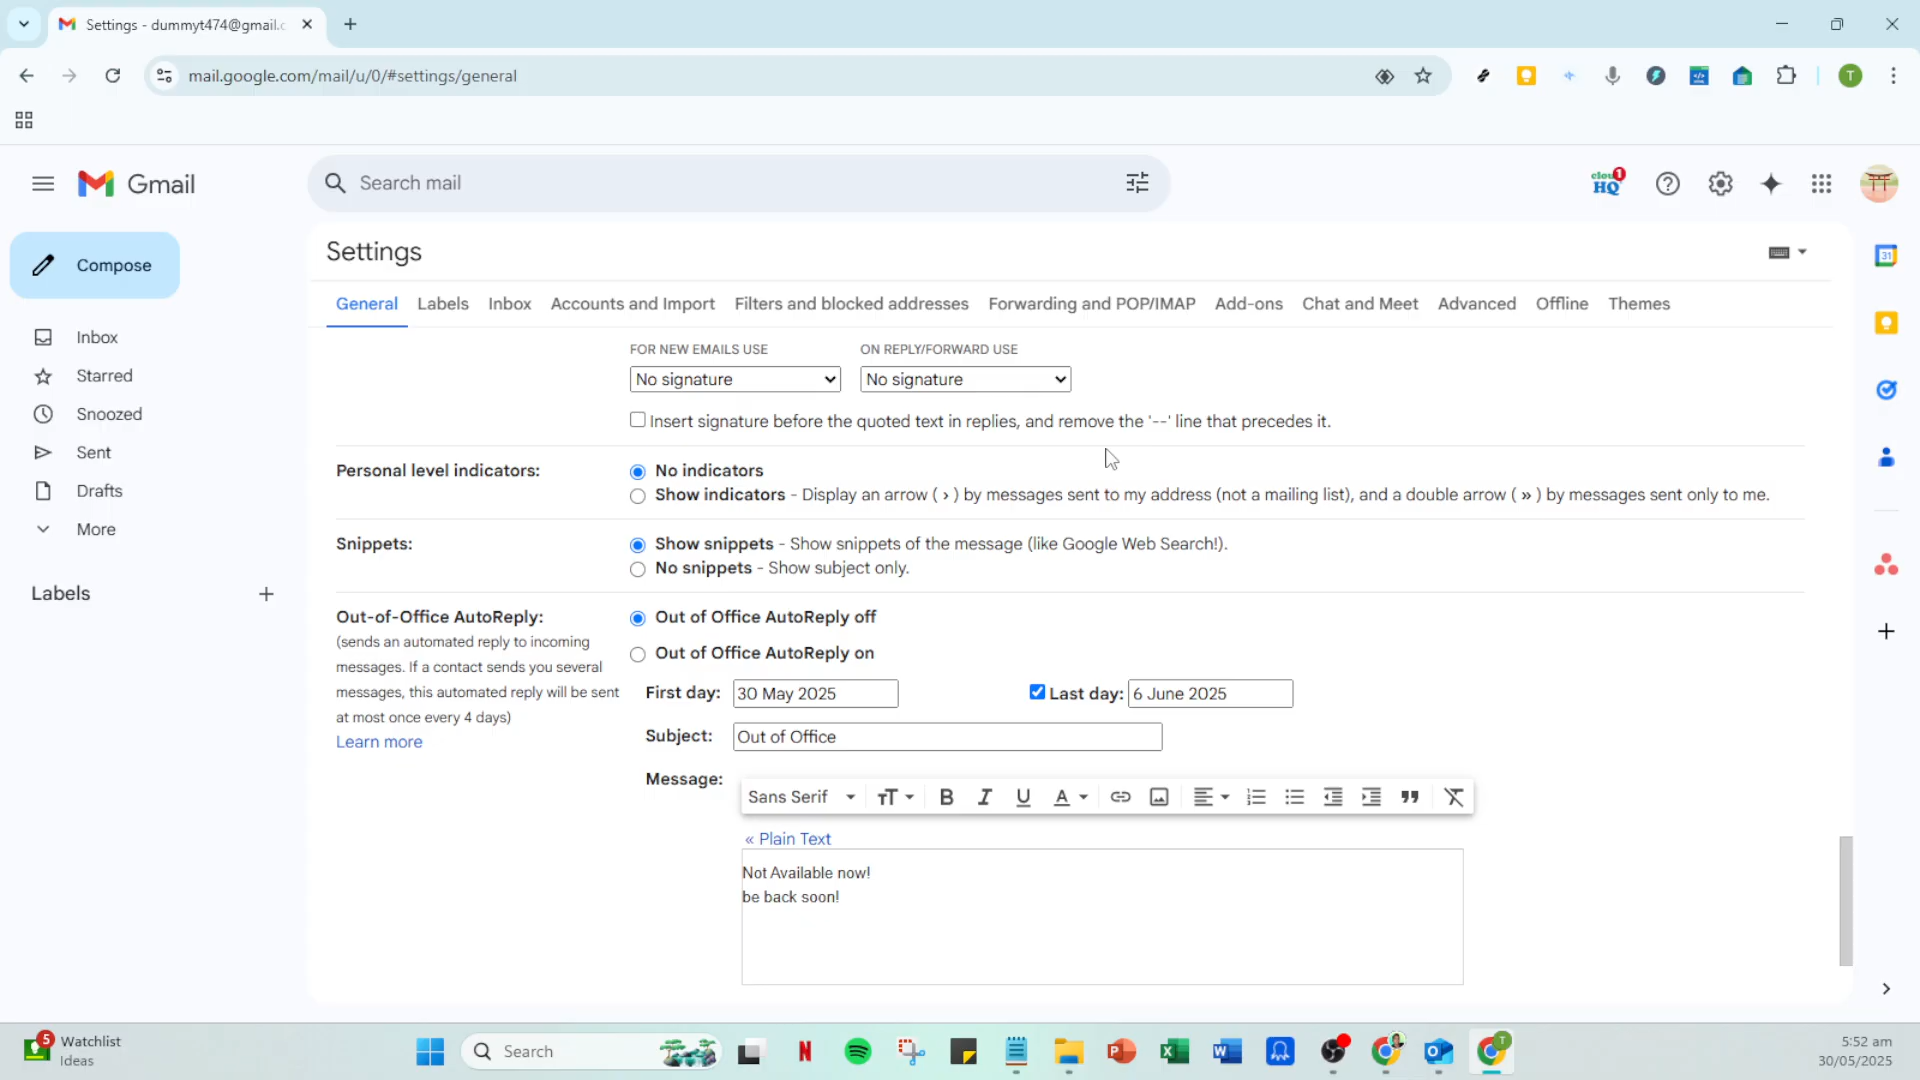 Settings - dummyt474@gmail.c
mail.google.com/mail/u/0/#settings/general
T
Gmail
Search mail
cloudHQ 1
Compose
Settings
31
General Labels Inbox Accounts and Import Filters and blocked addresses Forwarding and POP/IMAP Add-ons Chat and Meet Advanced Offline Themes
Inbox
Starred
Snoozed
Sent
Drafts
More
Labels
FOR NEW EMAILS USE ON REPLY/FORWARD USE
No signature No signature
Insert signature before the quoted text in replies, and remove the '--' line that precedes it.
Personal level indicators: No indicators
Show indicators - Display an arrow ( › ) by messages sent to my address (not a mailing list), and a double arrow ( » ) by messages sent only to me.
Snippets: Show snippets - Show snippets of the message (like Google Web Search!).
No snippets - Show subject only.
Out-of-Office AutoReply: Out of Office AutoReply off
(sends an automated reply to incoming
messages. If a contact sends you several
messages, this automated reply will be sent
at most once every 4 days)
Learn more
Out of Office AutoReply on
First day: 30 May 2025 Last day: 6 June 2025
Subject: Out of Office
Message:
Sans Serif
« Plain Text
Not Available now!
be back soon!
5 Watchlist
Ideas
Search
5:52 am
30/05/2025